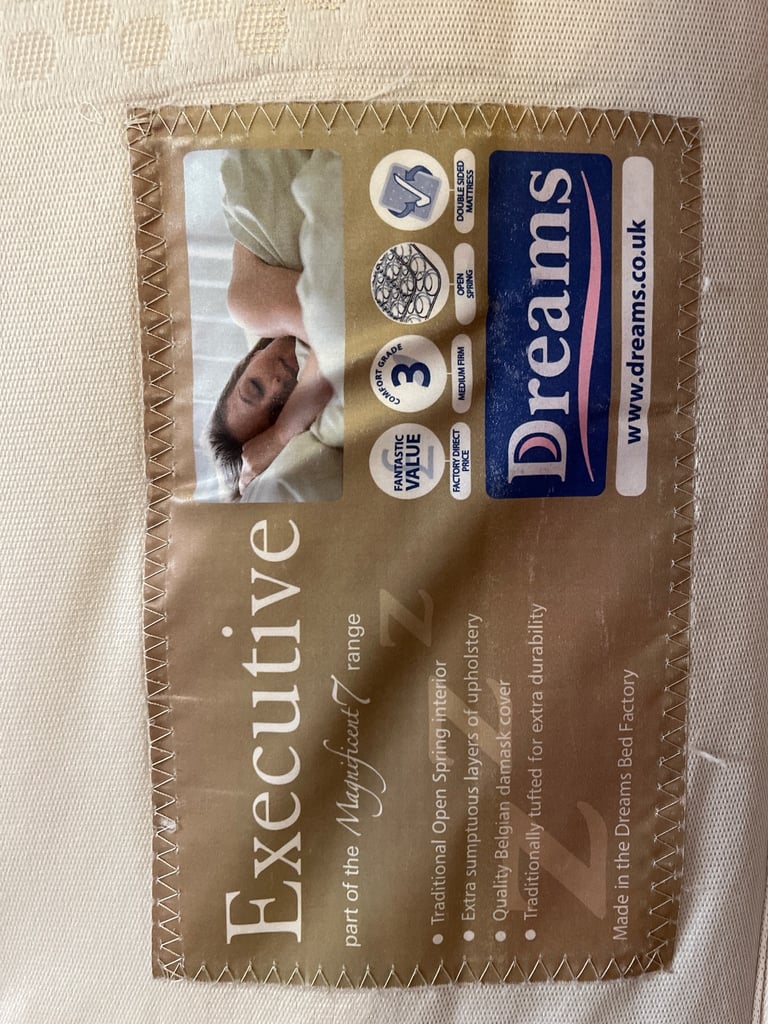 Executive
part of the Magnificent 7 range
• Traditional Open Spring interior
• Extra sumptuous layers of upholstery
• Quality Belgian damask cover
• Traditionally tufted for extra durability
Made in the Dreams Bed Factory
z Z Z Z
FANTASTIC
VALUE
£
FACTORY DIRECT
PRICE
COMFORT GRADE
3
MEDIUM FIRM
OPEN
SPRING
DOUBLE SIDED
MATTRESS
Dreams
www.dreams.co.uk